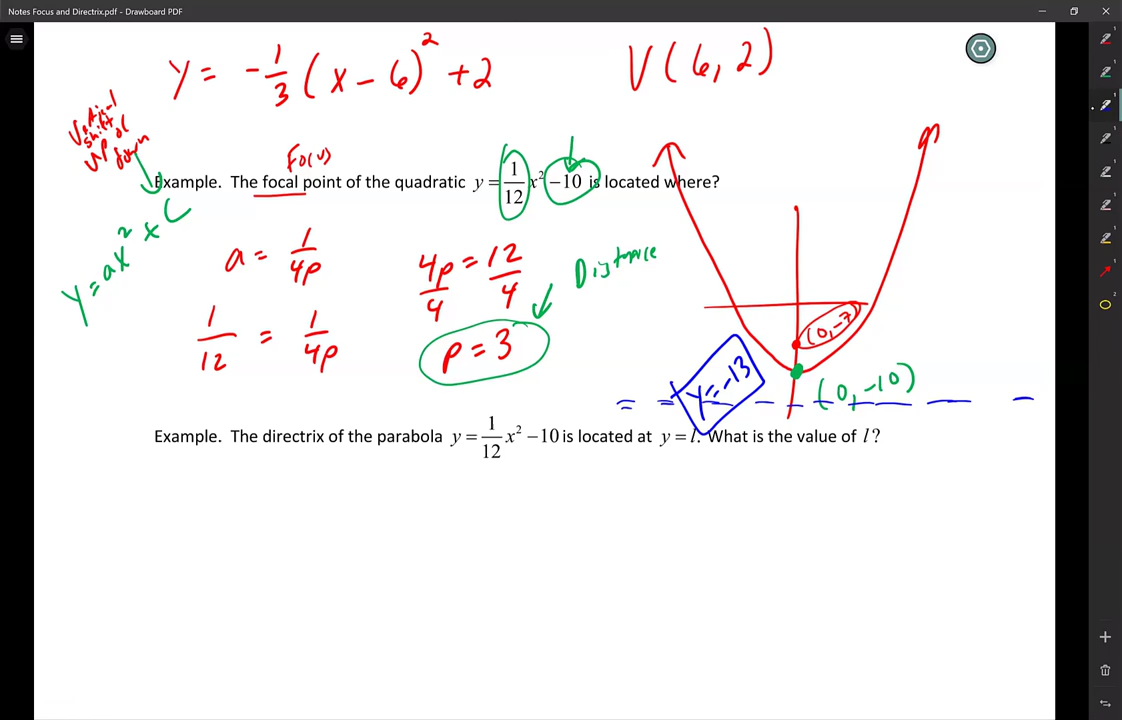 Notes Focus and Directrix.pdf - Drawboard PDF
y = -1/3 (x - 6)² + 2
V(6, 2)
Vertical
shift
UP or
down
Focus
Example. The focal point of the quadratic y = 1/12 x² −10 is located where?
y = ax² x C
a = 1/4p
4p/4 = 12/4
Distance
1/12 = 1/4p
p = 3
(0, -7)
y = -13
(0, -10)
Example. The directrix of the parabola y = 1/12 x² −10 is located at y = l. What is the value of l ?